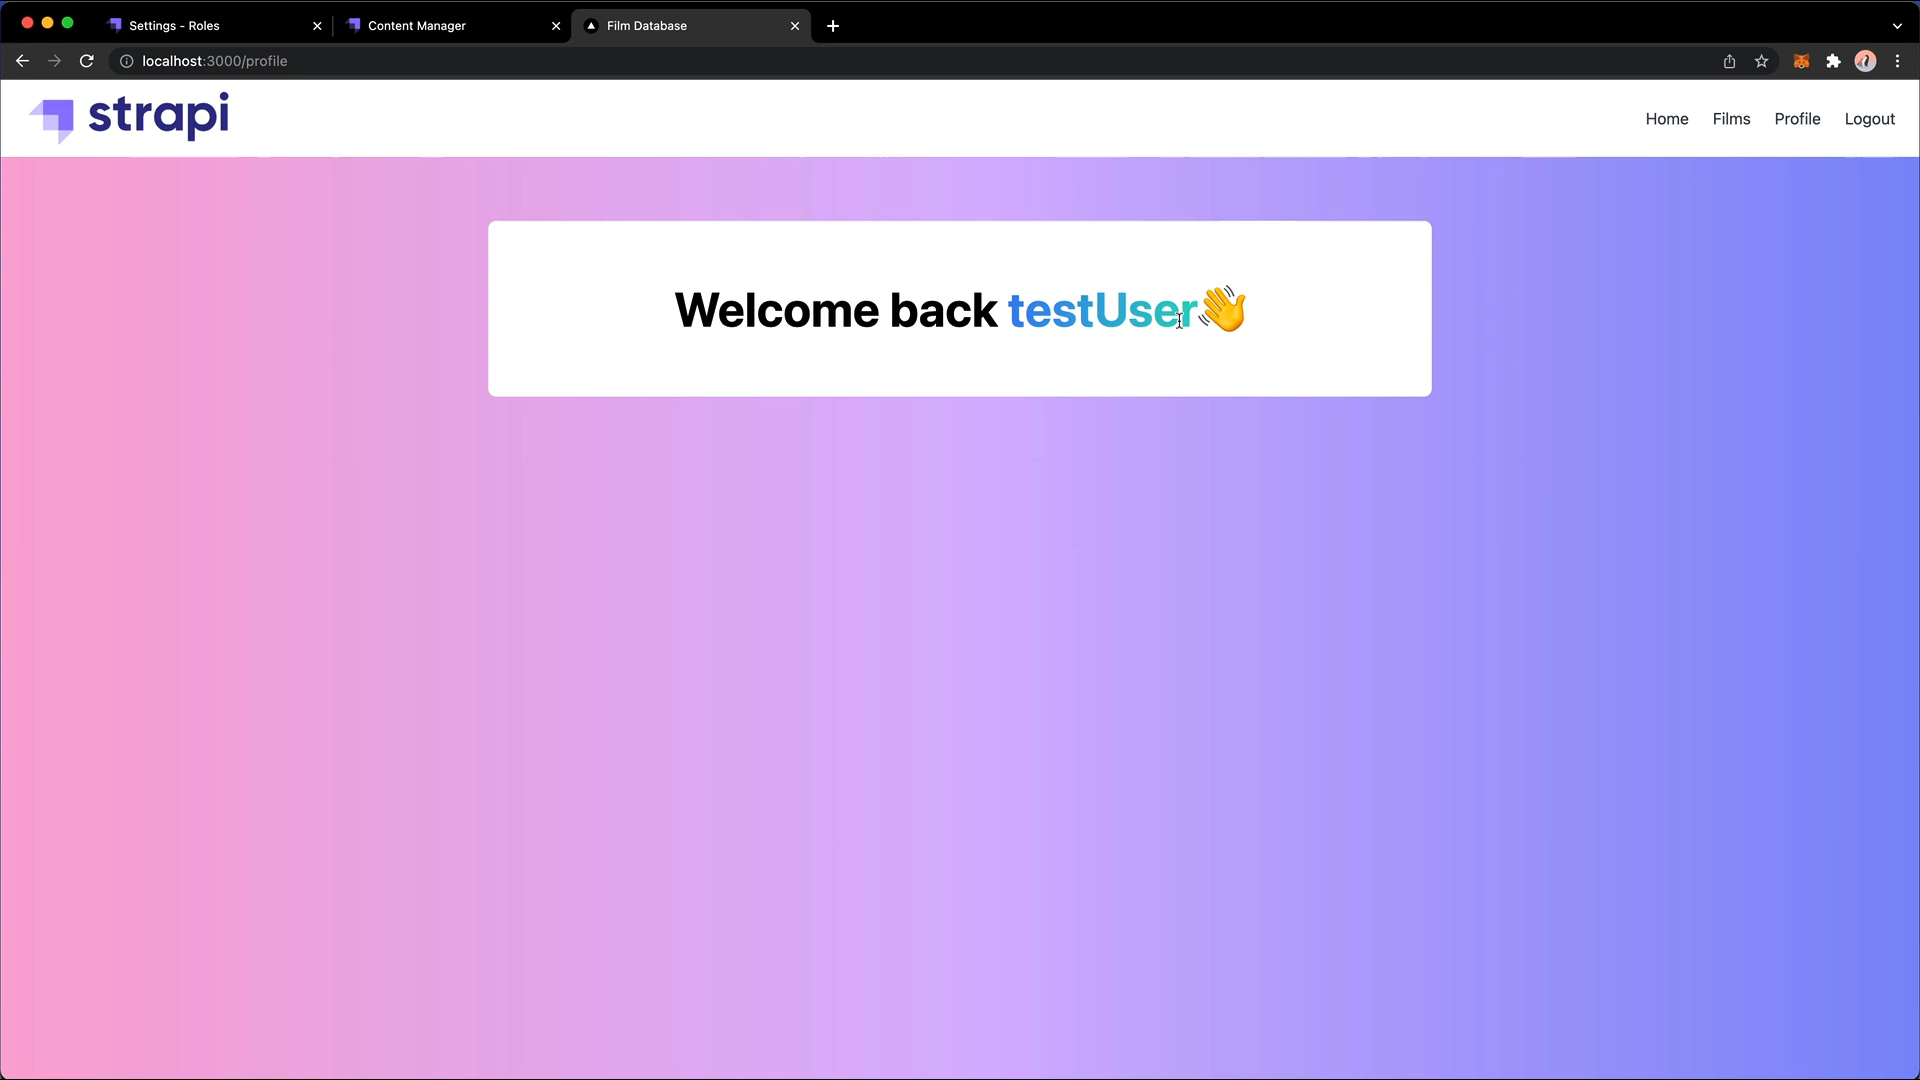 Settings - Roles
Content Manager
Film Database
localhost:3000/profile
strapi
Home
Films
Profile
Logout
Welcome back testUser👋